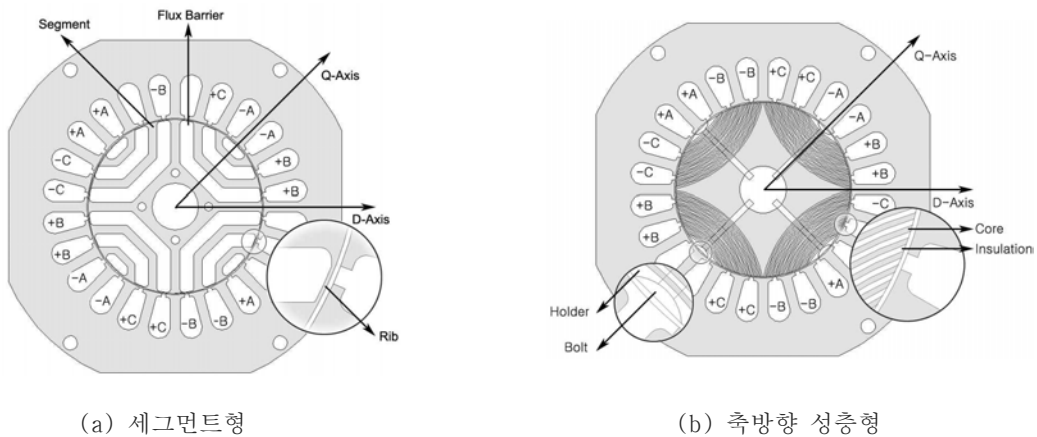 Flux Barrier
Segment
Q-Axis
−B
+C
+A
−A
+A
−A
−C
+B
−C
+B
D-Axis
+B
+B
−A
−A
+C
+C
−B
−B
+A
Rib
(a) 세그먼트형
Q-Axis
−B
−B
+C
+C
+A
−A
+A
−A
−C
+B
−C
+B
D-Axis
+B
−C
+B
Core
Insulation
+A
+C
+C
−B
−B
Holder
Bolt
(b) 축방향 성층형